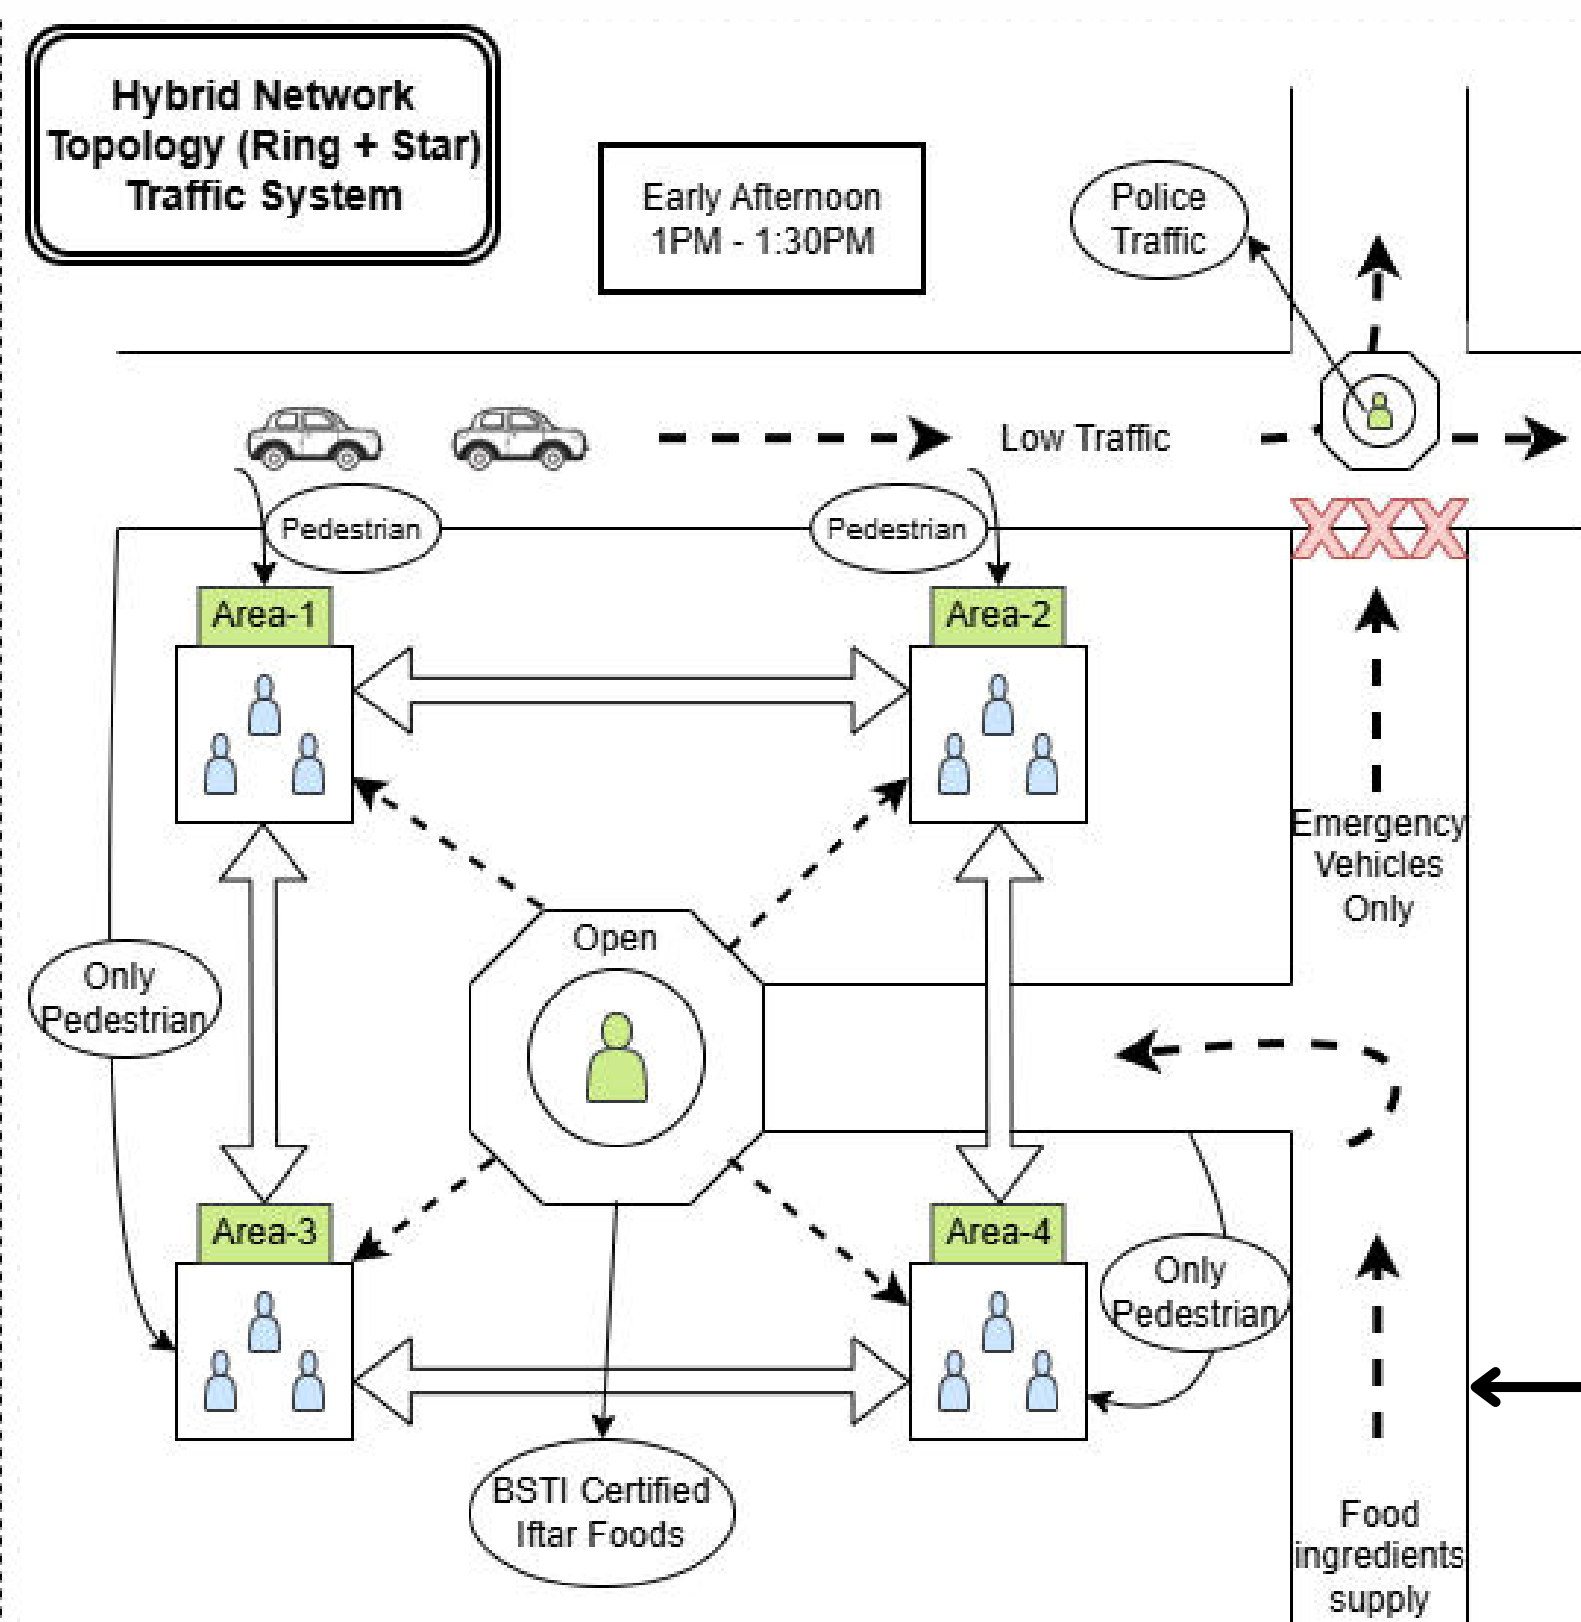 Hybrid Network
Topology (Ring + Star)
Traffic System
Early Afternoon
1PM - 1:30PM
Police
Traffic
Low Traffic
Pedestrian
Pedestrian
XXX
Area-1
Area-2
Emergency
Vehicles
Only
Open
Only
Pedestrian
Area-3
Area-4
Only
Pedestrian
BSTI Certified
Iftar Foods
Food
ingredients
supply